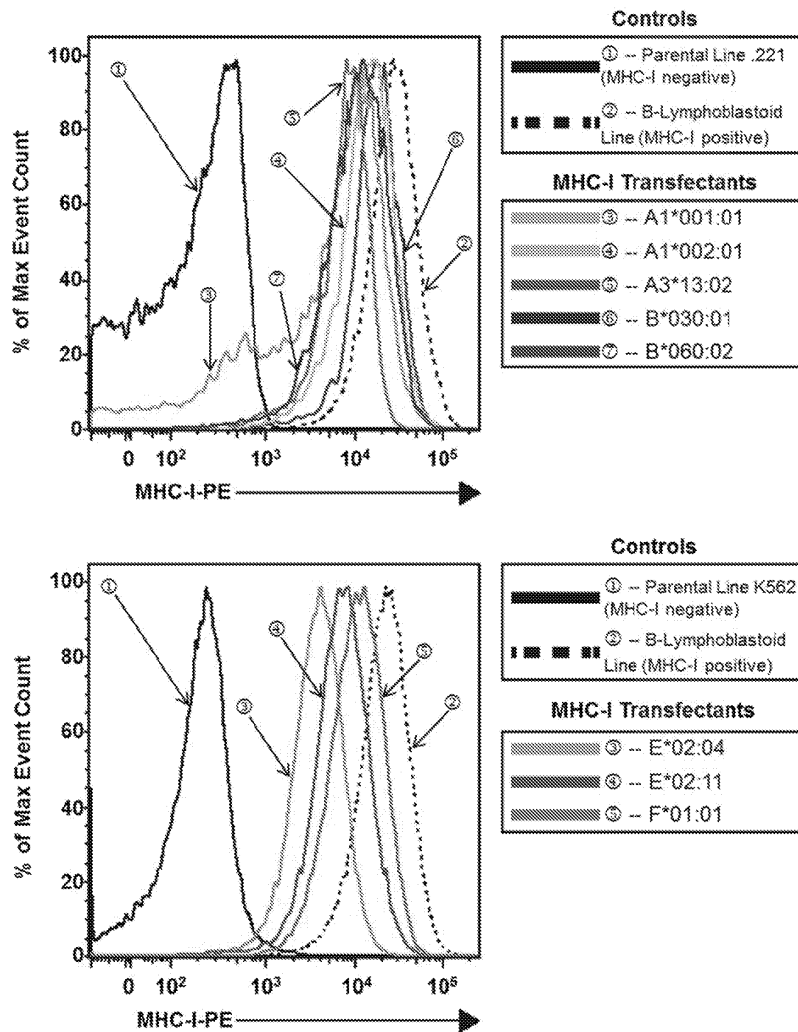 Controls
① -- Parental Line .221
(MHC-I negative)
② -- B-Lymphoblastoid
Line (MHC-I positive)
MHC-I Transfectants
③ -- A1*001:01
④ -- A1*002:01
⑤ -- A3*13:02
⑥ -- B*030:01
⑦ -- B*060:02
% of Max Event Count
100
80
60
40
20
0
① ⑤ ④ ⑥ ② ③ ⑦
0 10² 10³ 10⁴ 10⁵
MHC-I-PE
Controls
① -- Parental Line K562
(MHC-I negative)
② -- B-Lymphoblastoid
Line (MHC-I positive)
MHC-I Transfectants
③ -- E*02:04
④ -- E*02:11
⑤ -- F*01:01
% of Max Event Count
100
80
60
40
20
0
① ④ ⑤ ③ ②
0 10² 10³ 10⁴ 10⁵
MHC-I-PE